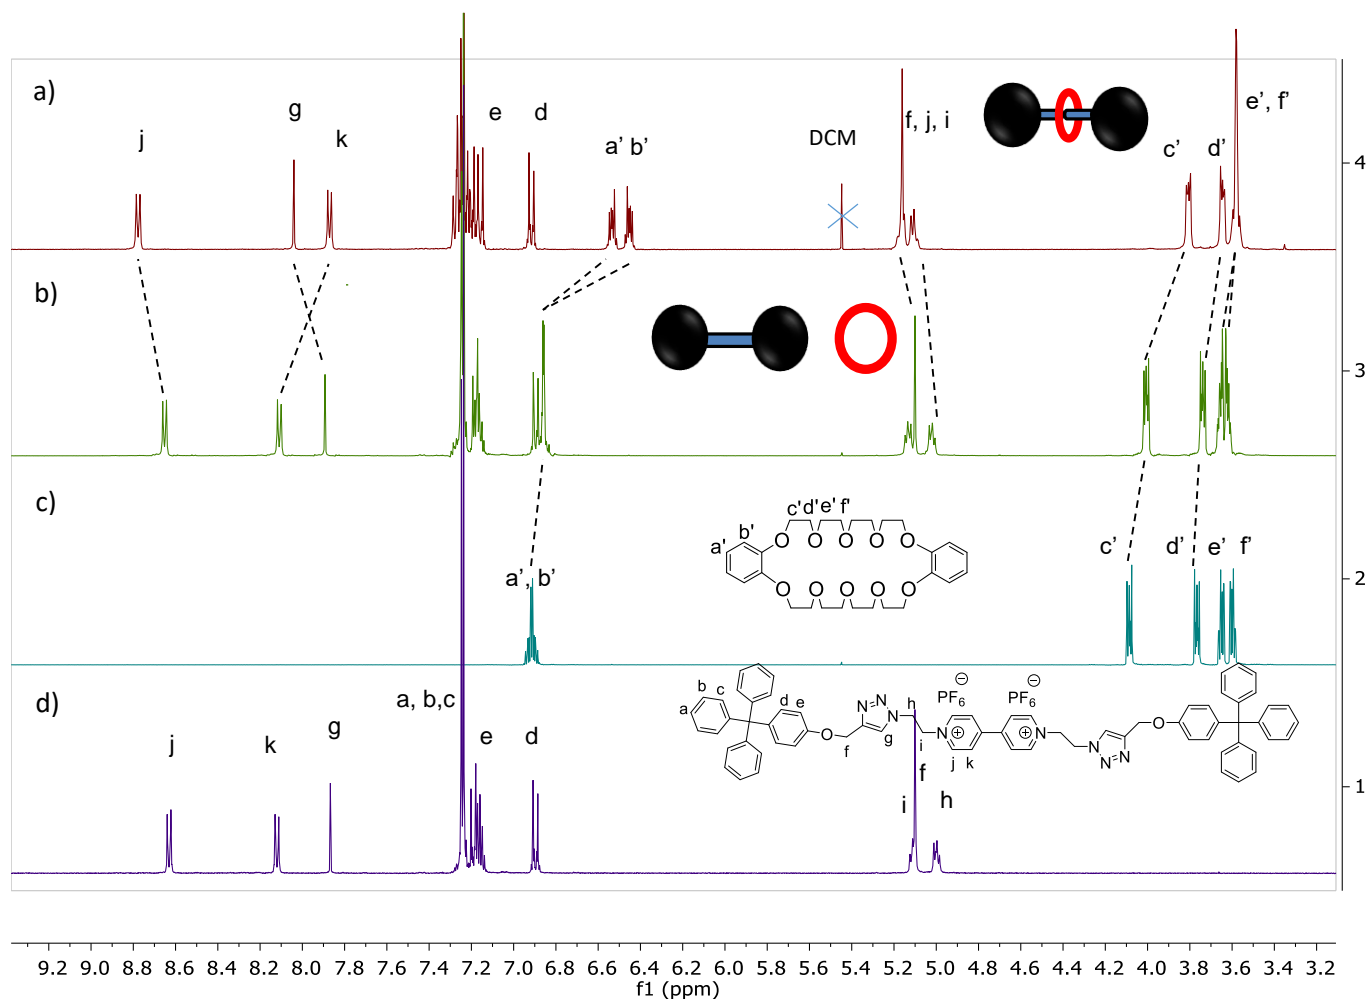 a)
j
g
k
e
d
a’ b’
DCM
f, j, i
c’
d’
e’, f’
4
b)
3
c)
a’, b’
c' d' e' f'
b'
a'
O O O O O
O O O O O
c’
d’
e’
f’
2
d)
j
k
g
a, b,c
e
d
b
c
a
d
e
O
f
N=N
N
g
h
i
PF6 ⊖
N +
j
k
PF6 ⊖
N +
N
N=N
O
i
f
h
1
9.2 9.0 8.8 8.6 8.4 8.2 8.0 7.8 7.6 7.4 7.2 7.0 6.8 6.6 6.4 6.2 6.0 5.8 5.6 5.4 5.2 5.0 4.8 4.6 4.4 4.2 4.0 3.8 3.6 3.4 3.2
f1 (ppm)